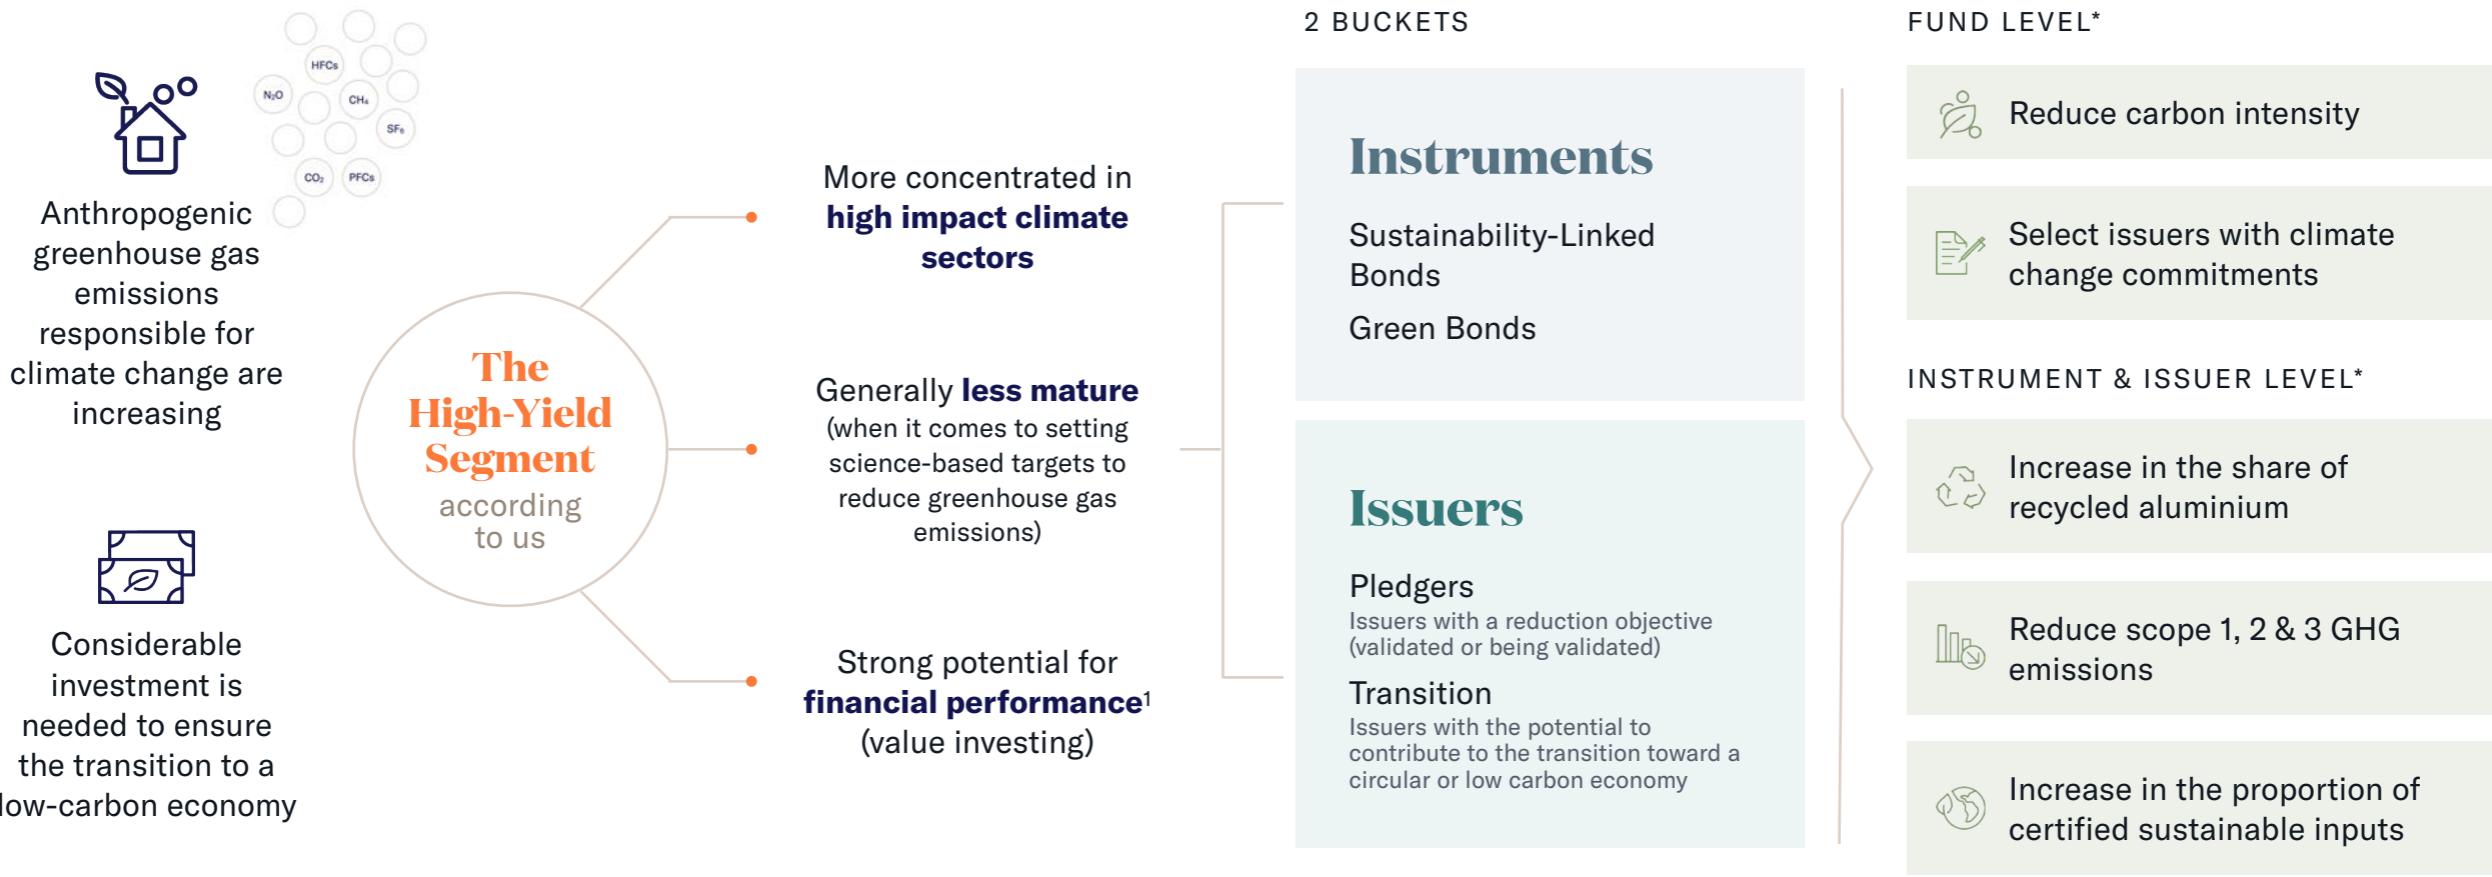 HFCs
N₂O
CH₄
SF₆
CO₂
PFCs
Anthropogenic
greenhouse gas
emissions
responsible for
climate change are
increasing
Considerable
investment is
needed to ensure
the transition to a
low-carbon economy
The
High-Yield
Segment
according
to us
More concentrated in
high impact climate
sectors
Generally less mature
(when it comes to setting
science-based targets to
reduce greenhouse gas
emissions)
Strong potential for
financial performance¹
(value investing)
2 BUCKETS
Instruments
Sustainability-Linked
Bonds
Green Bonds
Issuers
Pledgers
Issuers with a reduction objective
(validated or being validated)
Transition
Issuers with the potential to
contribute to the transition toward a
circular or low carbon economy
FUND LEVEL*
Reduce carbon intensity
Select issuers with climate
change commitments
INSTRUMENT & ISSUER LEVEL*
Increase in the share of
recycled aluminium
Reduce scope 1, 2 & 3 GHG
emissions
Increase in the proportion of
certified sustainable inputs